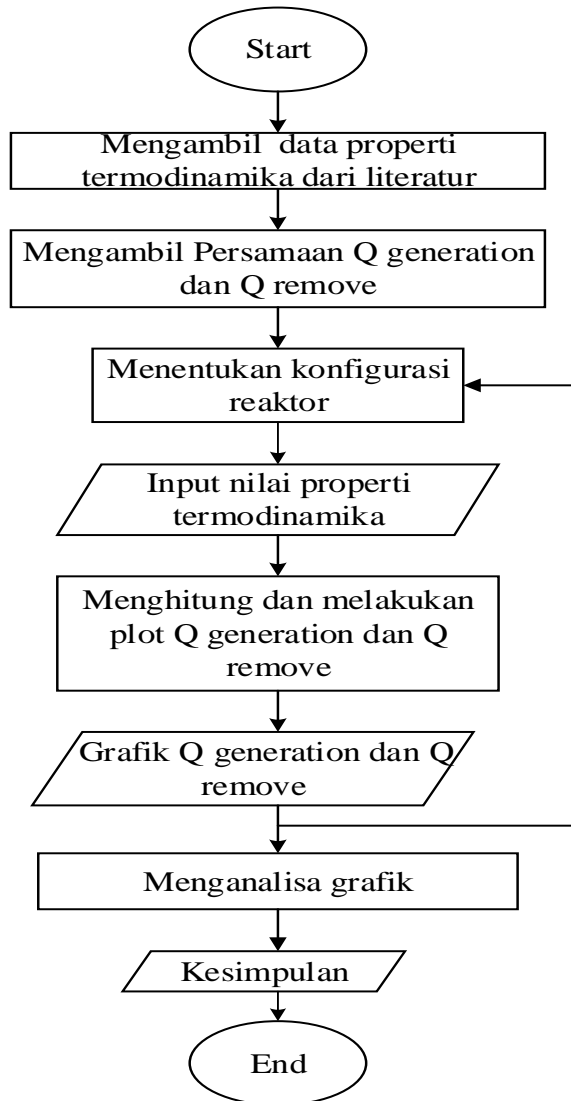 Start
Mengambil data properti
termodinamika dari literatur
Mengambil Persamaan Q generation
dan Q remove
Menentukan konfigurasi
reaktor
Input nilai properti
termodinamika
Menghitung dan melakukan
plot Q generation dan Q
remove
Grafik Q generation dan Q
remove
Menganalisa grafik
Kesimpulan
End